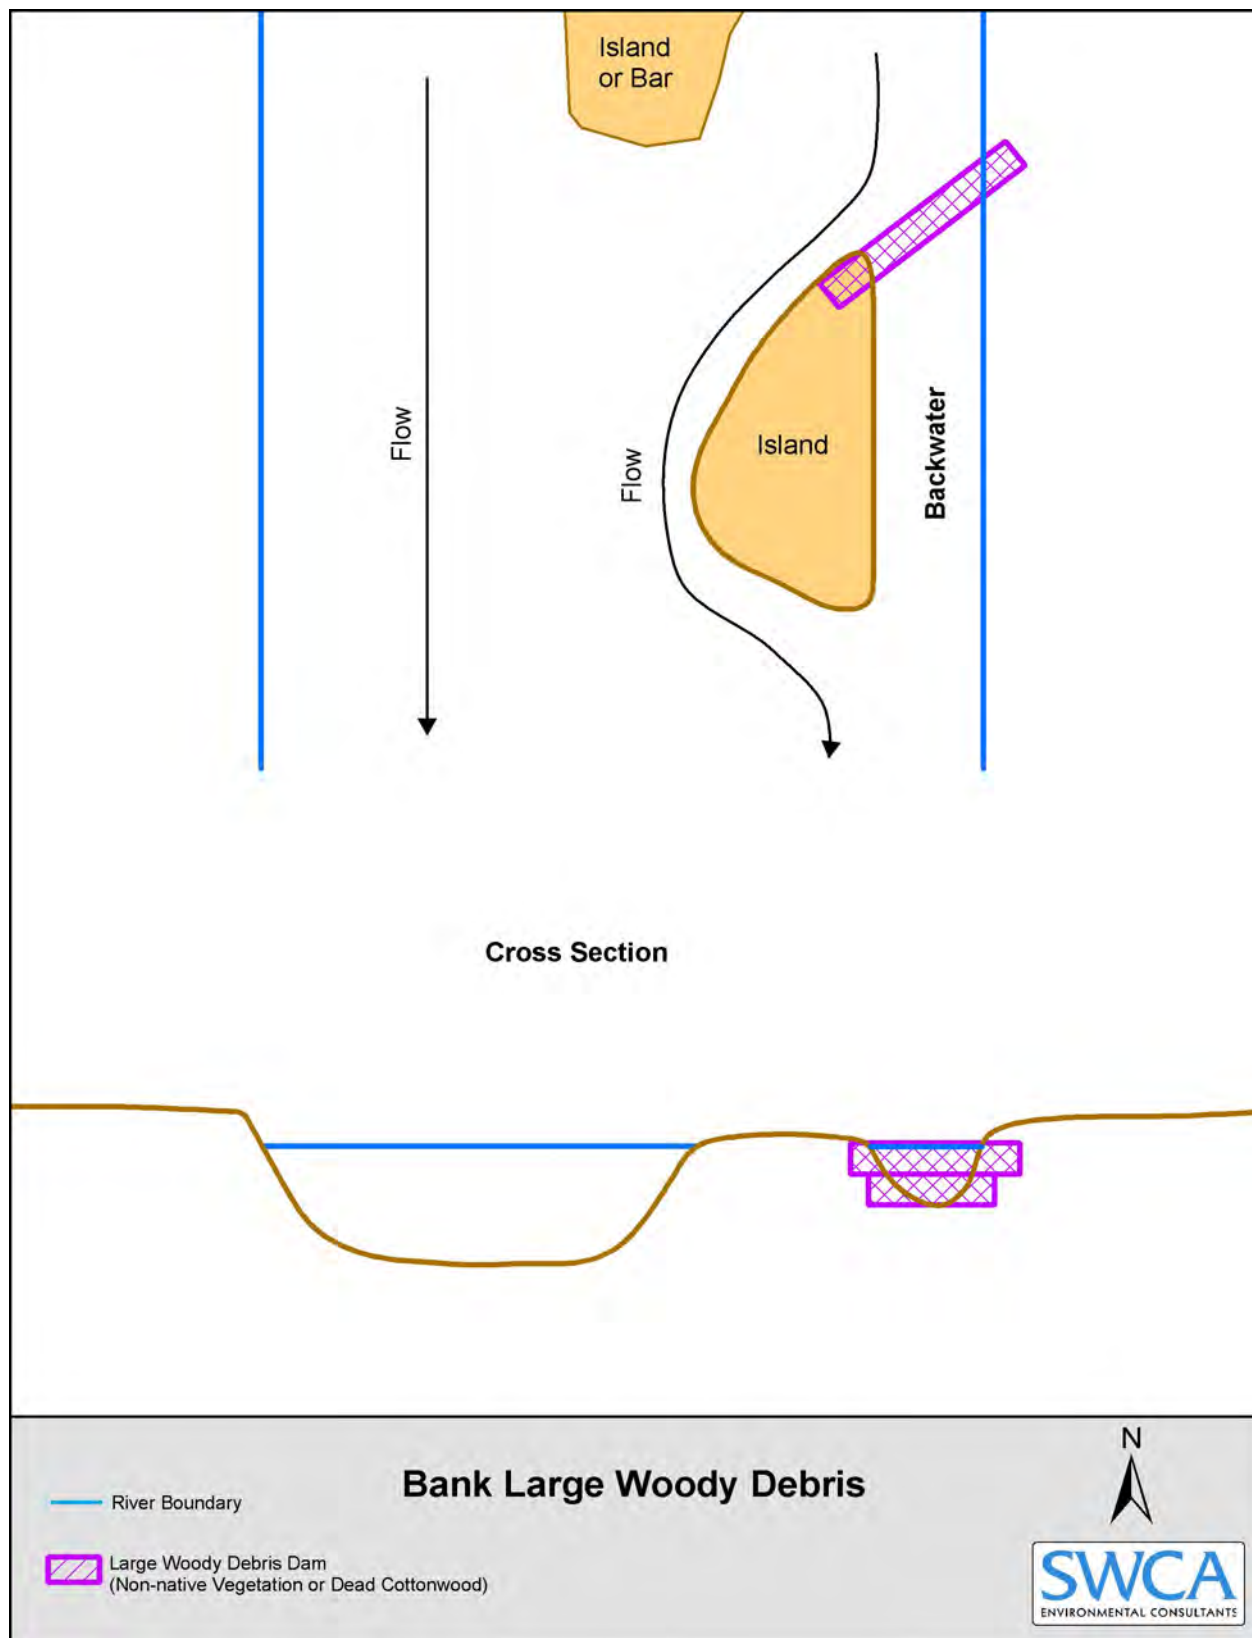 Island
or Bar
Flow
Flow
Island
Backwater
Cross Section
Bank Large Woody Debris
N
River Boundary
Large Woody Debris Dam
(Non-native Vegetation or Dead Cottonwood)
SWCA
ENVIRONMENTAL CONSULTANTS